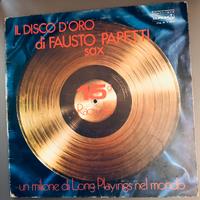 IL DISCO D'ORO
di FAUSTO PAPETTI
sax
15ª
Raccolta
un milione di Long Playings nel mondo